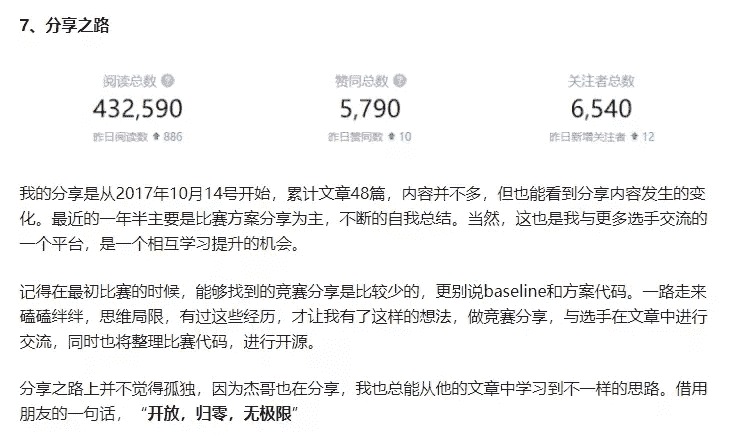 7、分享之路
阅读总数 ? 赞同总数 ? 关注者总数
432,590 5,790 6,540
昨日阅读数 886 昨日赞同数 10 昨日新增关注者 12
我的分享是从2017年10月14号开始，累计文章48篇，内容并不多，但也能看到分享内容发生的变
化。最近的一年半主要是比赛方案分享为主，不断的自我总结。当然，这也是我与更多选手交流的
一个平台，是一个相互学习提升的机会。
记得在最初比赛的时候，能够找到的竞赛分享是比较少的，更别说baseline和方案代码。一路走来
磕磕绊绊，思维局限，有过这些经历，才让我有了这样的想法，做竞赛分享，与选手在文章中进行
交流，同时也将整理比赛代码，进行开源。
分享之路上并不觉得孤独，因为杰哥也在分享，我也总能从他的文章中学习到不一样的思路。借用
朋友的一句话，“开放，归零，无极限”